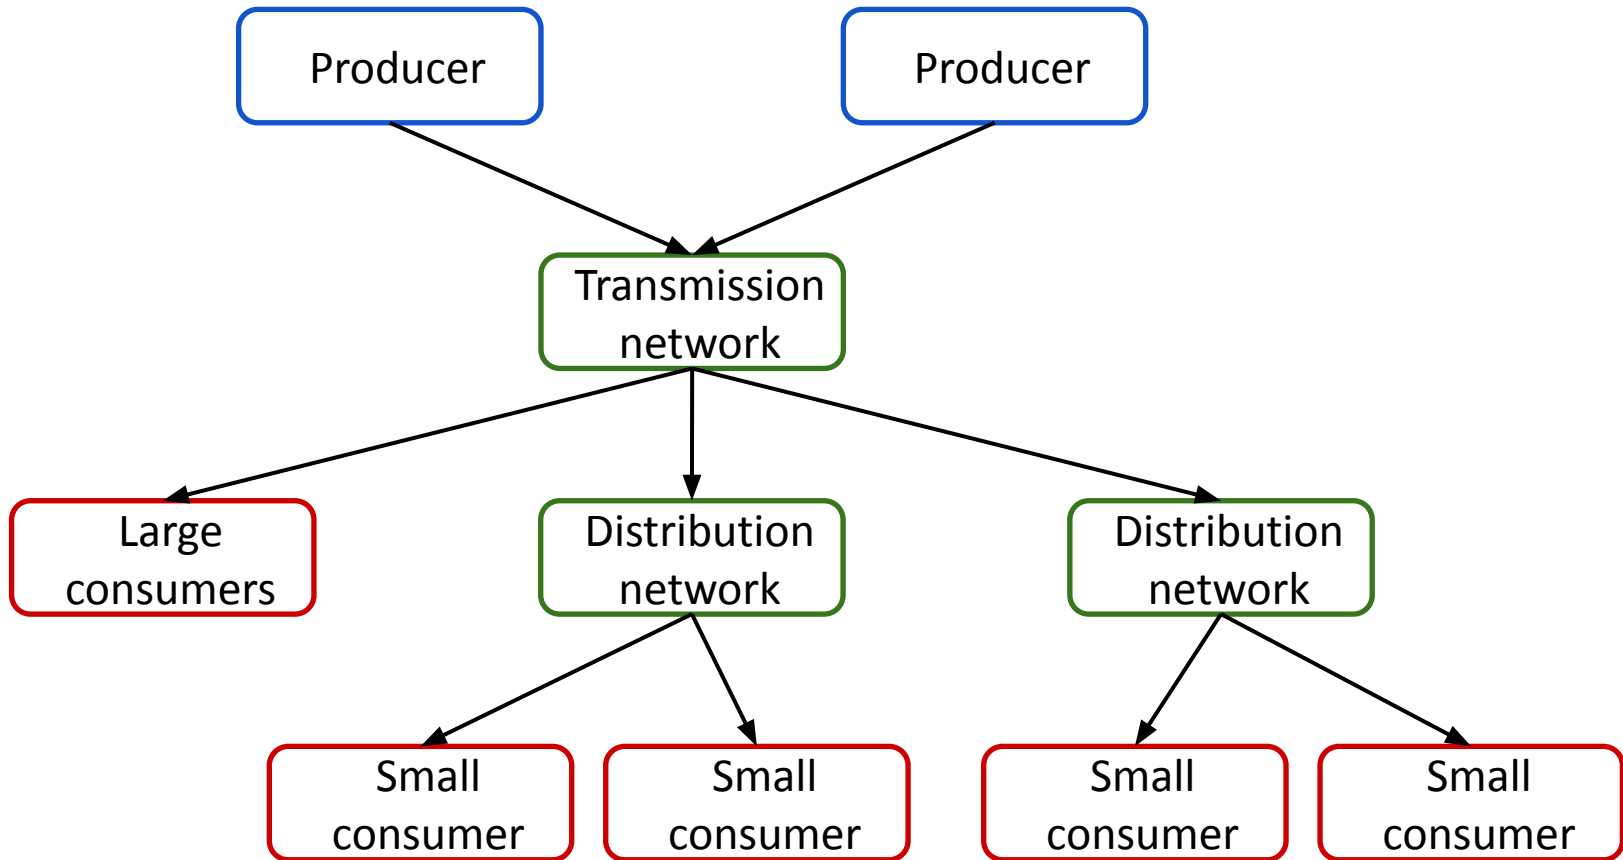 Producer
Producer
Transmission
network
Large
consumers
Distribution
network
Distribution
network
Small
consumer
Small
consumer
Small
consumer
Small
consumer